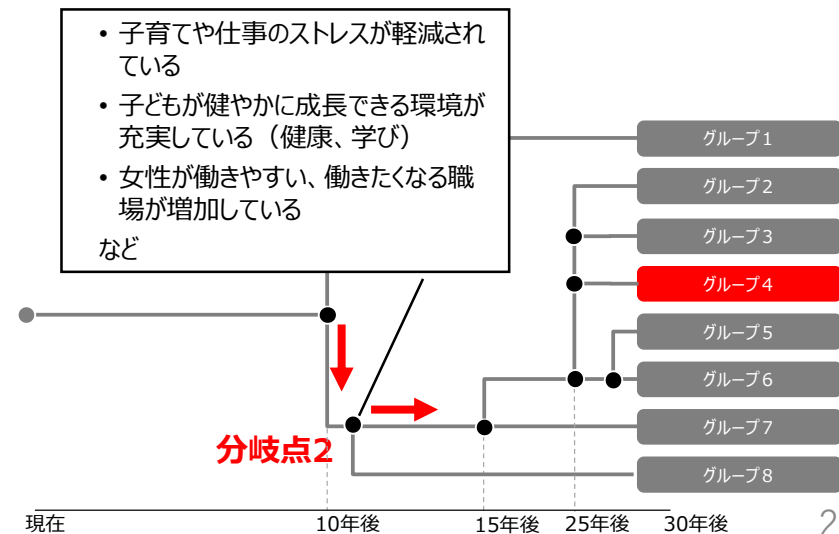 • 子育てや仕事のストレスが軽減され
ている
• 子どもが健やかに成長できる環境が
充実している（健康、学び）
• 女性が働きやすい、働きたくなる職
場が増加している
など
グループ1
グループ2
グループ3
グループ4
グループ5
グループ6
グループ7
グループ8
分岐点2
現在
10年後
15年後
25年後
30年後
2